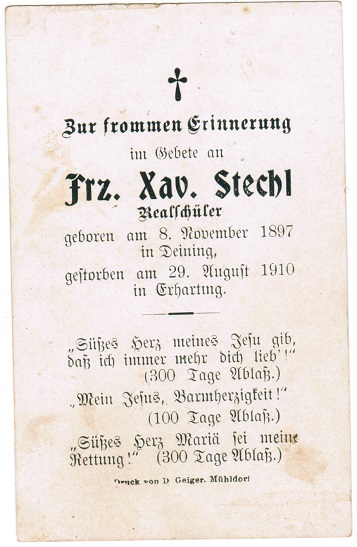 Zur frommen Erinnerung
im Gebete an
Frz. Xav. Stechl
Realschüler
geboren am 8. November 1897
in Deining,
gestorben am 29. August 1910
in Erharting.
„Süßes Herz meines Jesu gib,
daß ich immer mehr dich lieb'!"
(300 Tage Ablaß.)
„Mein Jesus, Barmherzigkeit!"
(100 Tage Ablaß.)
„Süßes Herz Mariä sei meine
Rettung!" (300 Tage Ablaß.)
Druck von D. Geiger, Mühldorf